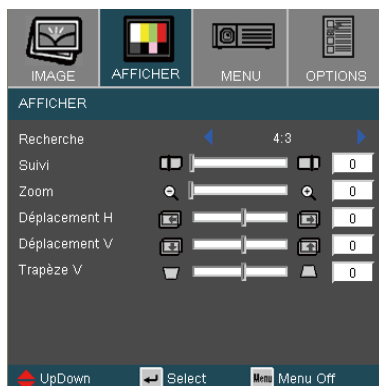 IMAGE AFFICHER MENU OPTIONS
AFFICHER
Recherche 4:3
Suivi 0
Zoom 0
Déplacement H 0
Déplacement V 0
Trapèze V 0
UpDown Select Menu Menu Off